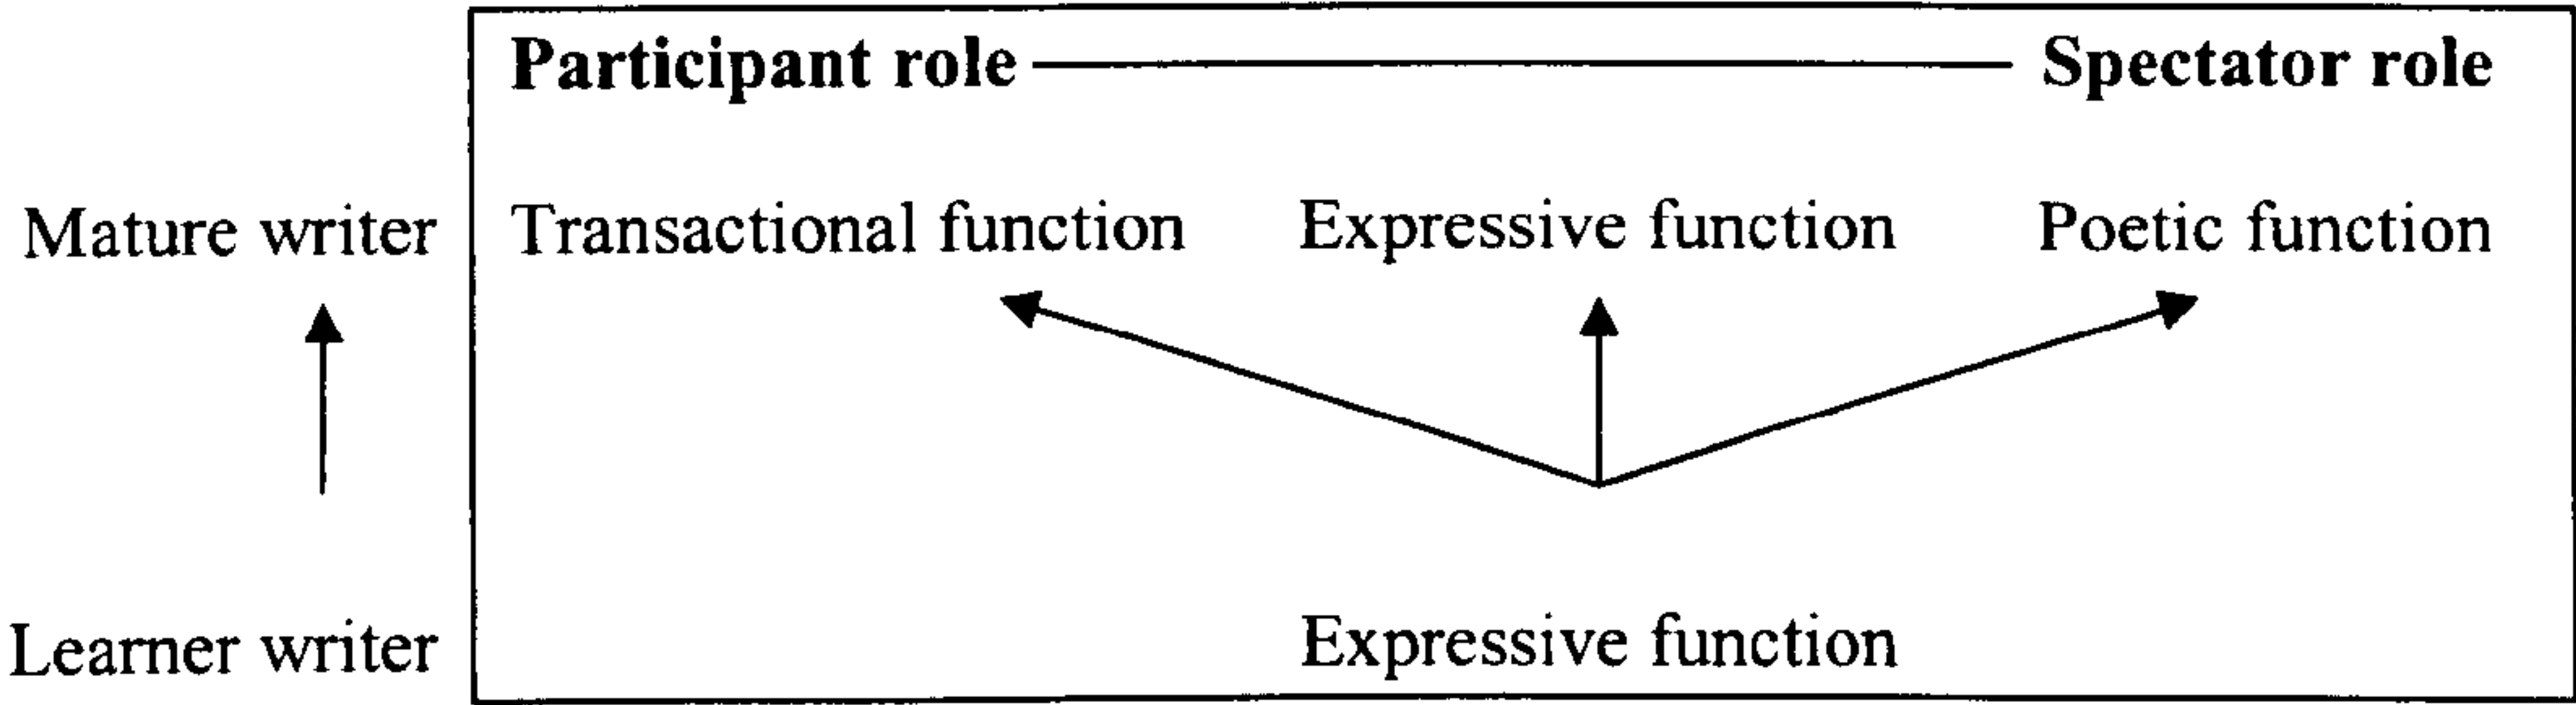 Participant role Spectator role
Mature writer Transactional function Expressive function Poetic function
Learner writer Expressive function